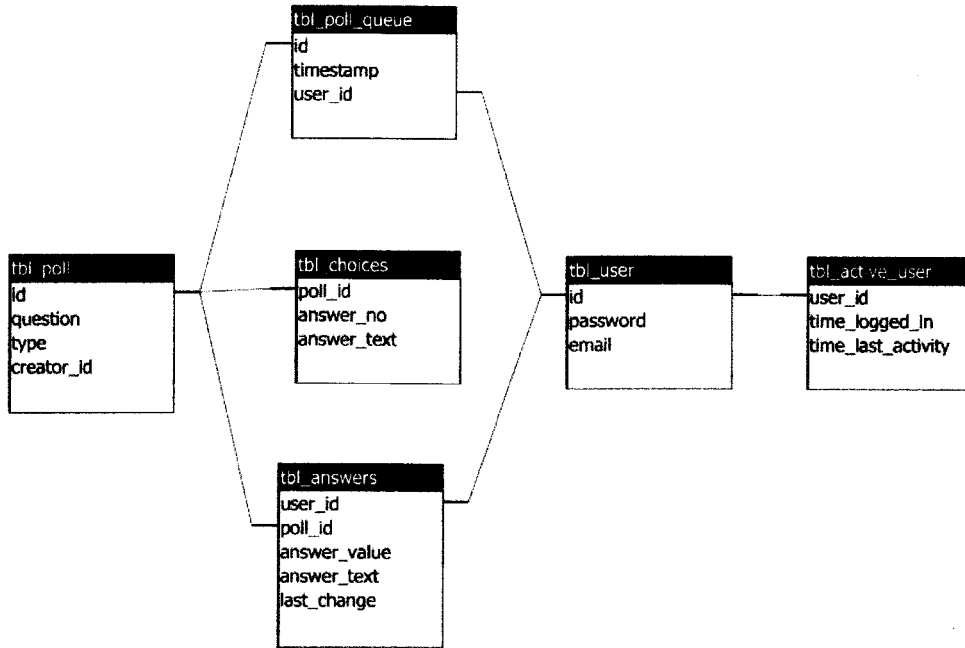 tbl_poll_queue
id
timestamp
user_id
tbl_poll
id
question
type
creator_id
tbl_choices
poll_id
answer_no
answer_text
tbl_user
id
password
email
tbl_active_user
user_id
time_logged_in
time_last_activity
tbl_answers
user_id
poll_id
answer_value
answer_text
last_change